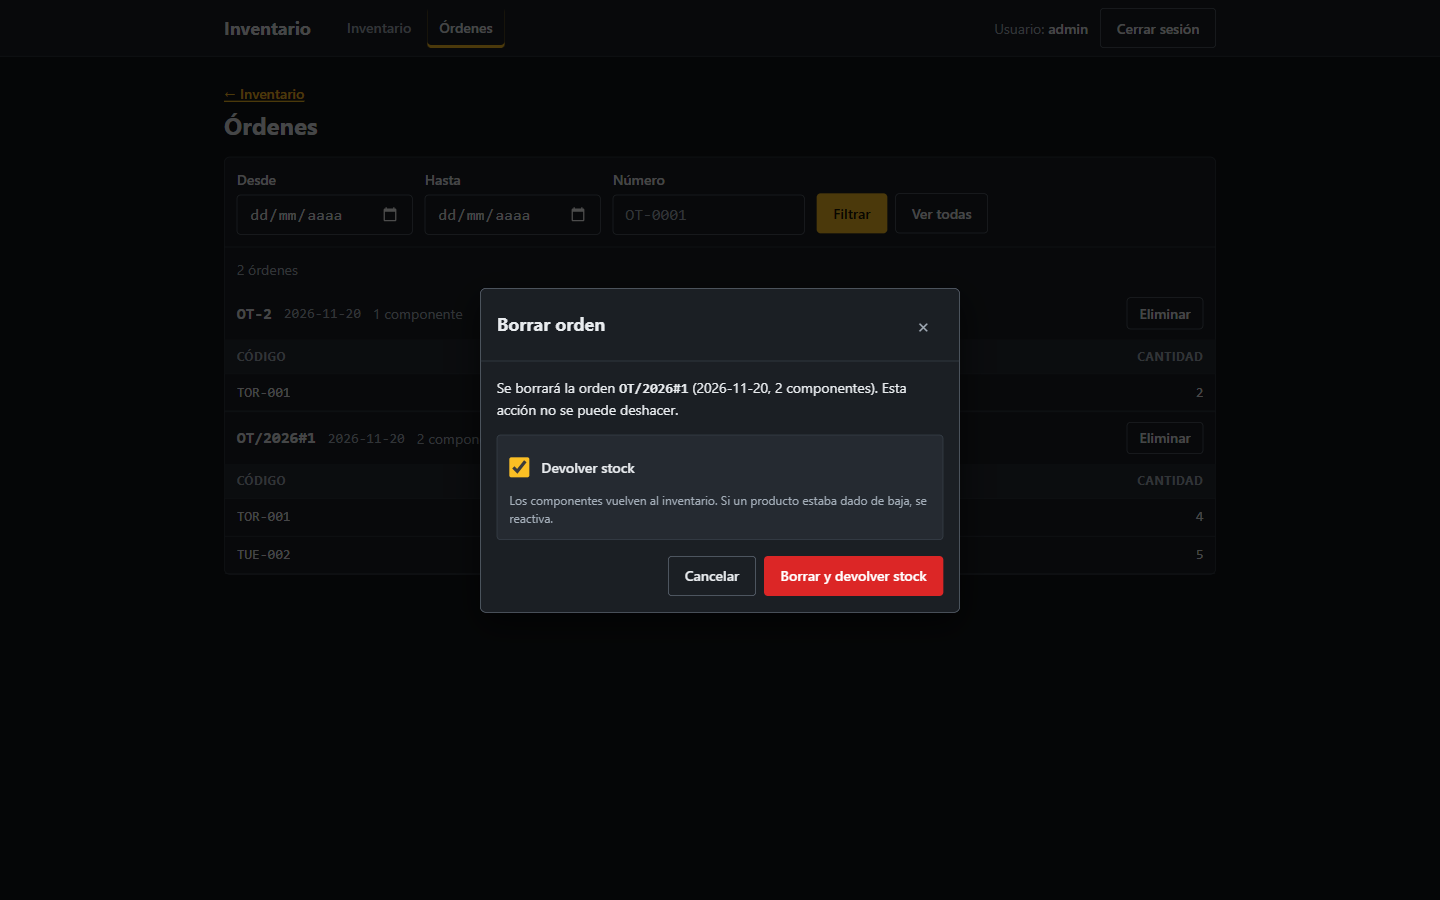 Inventario Inventario Órdenes Usuario: admin Cerrar sesión
← Inventario
Órdenes
Desde Hasta Número
dd/mm/aaaa dd/mm/aaaa OT-0001 Filtrar Ver todas
2 órdenes
OT-2 2026-11-20 1 componente Eliminar
CÓDIGO CANTIDAD
TOR-001 2
OT/2026#1 2026-11-20 2 compon Eliminar
CÓDIGO CANTIDAD
TOR-001 4
TUE-002 5
Borrar orden ×
Se borrará la orden OT/2026#1 (2026-11-20, 2 componentes). Esta
acción no se puede deshacer.
Devolver stock
Los componentes vuelven al inventario. Si un producto estaba dado de baja, se
reactiva.
Cancelar Borrar y devolver stock